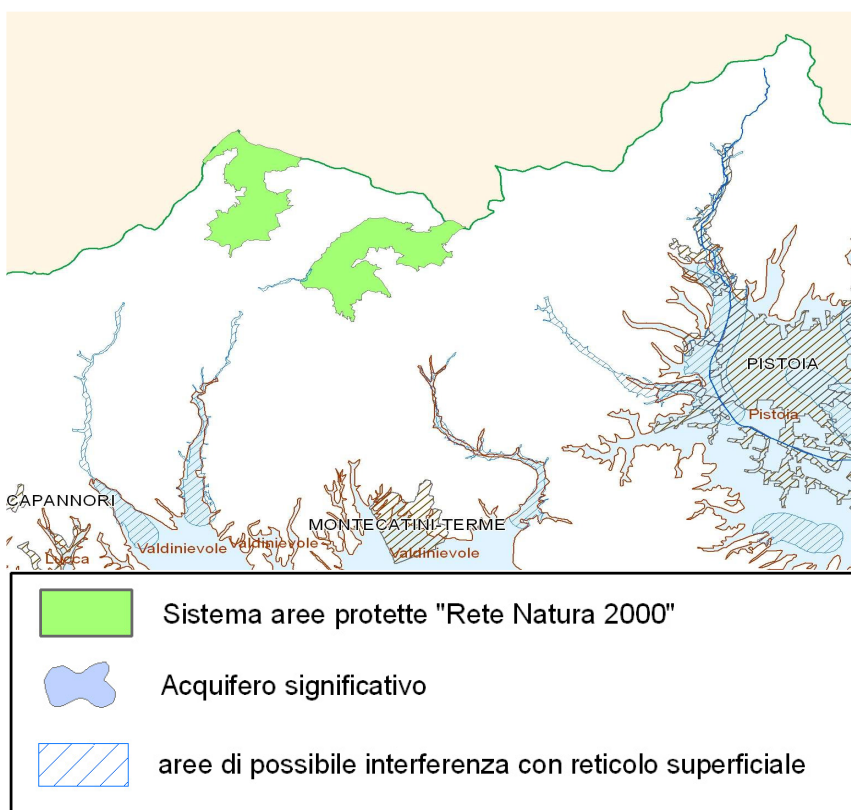 PISTOIA
Pistoia
CAPANNORI
MONTECATINI-TERME
Valdinievole
Valdinievole
Valdinievole
Lucca
Sistema aree protette "Rete Natura 2000"
Acquifero significativo
aree di possibile interferenza con reticolo superficiale